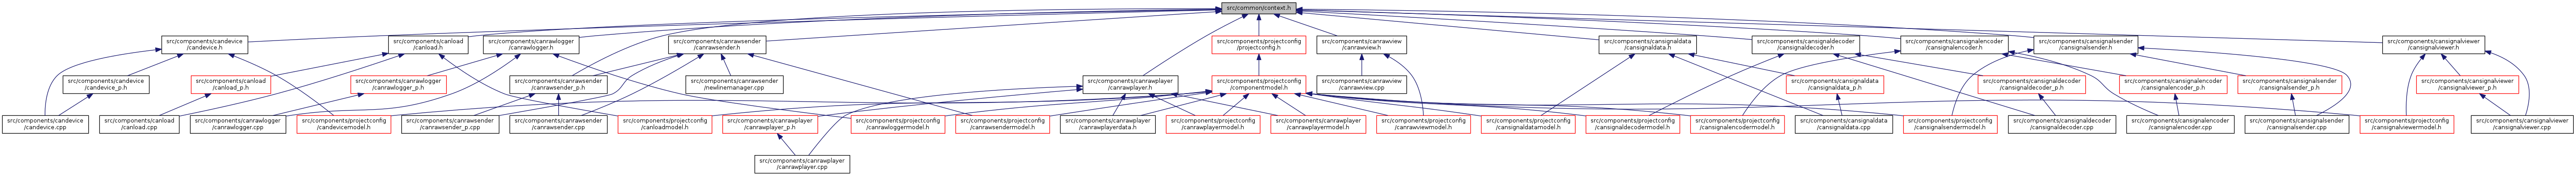 src/common/context.h
src/components/candevice
/candevice.h
src/components/canload
/canload.h
src/components/canrawlogger
/canrawlogger.h
src/components/canrawsender
/canrawsender.h
src/components/projectconfig
/projectconfig.h
src/components/canrawview
/canrawview.h
src/components/cansignaldata
/cansignaldata.h
src/components/cansignaldecoder
/cansignaldecoder.h
src/components/cansignalencoder
/cansignalencoder.h
src/components/cansignalsender
/cansignalsender.h
src/components/cansignalviewer
/cansignalviewer.h
src/components/candevice
/candevice_p.h
src/components/canload
/canload_p.h
src/components/canrawlogger
/canrawlogger_p.h
src/components/canrawsender
/canrawsender_p.h
src/components/canrawsender
/newlinemanager.cpp
src/components/canrawplayer
/canrawplayer.h
src/components/projectconfig
/componentmodel.h
src/components/canrawview
/canrawview.cpp
src/components/cansignaldata
/cansignaldata_p.h
src/components/cansignaldecoder
/cansignaldecoder_p.h
src/components/cansignalencoder
/cansignalencoder_p.h
src/components/cansignalsender
/cansignalsender_p.h
src/components/cansignalviewer
/cansignalviewer_p.h
src/components/candevice
/candevice.cpp
src/components/canload
/canload.cpp
src/components/canrawlogger
/canrawlogger.cpp
src/components/projectconfig
/candevicemodel.h
src/components/canrawsender
/canrawsender_p.cpp
src/components/canrawsender
/canrawsender.cpp
src/components/projectconfig
/canloadmodel.h
src/components/canrawplayer
/canrawplayer_p.h
src/components/projectconfig
/canrawloggermodel.h
src/components/projectconfig
/canrawsendermodel.h
src/components/canrawplayer
/canrawplayerdata.h
src/components/projectconfig
/canrawplayermodel.h
src/components/canrawplayer
/canrawplayermodel.h
src/components/projectconfig
/canrawviewmodel.h
src/components/projectconfig
/cansignaldatamodel.h
src/components/projectconfig
/cansignaldecodermodel.h
src/components/projectconfig
/cansignalencodermodel.h
src/components/cansignaldata
/cansignaldata.cpp
src/components/projectconfig
/cansignalsendermodel.h
src/components/cansignaldecoder
/cansignaldecoder.cpp
src/components/cansignalencoder
/cansignalencoder.cpp
src/components/cansignalsender
/cansignalsender.cpp
src/components/projectconfig
/cansignalviewermodel.h
src/components/cansignalviewer
/cansignalviewer.cpp
src/components/canrawplayer
/canrawplayer.cpp